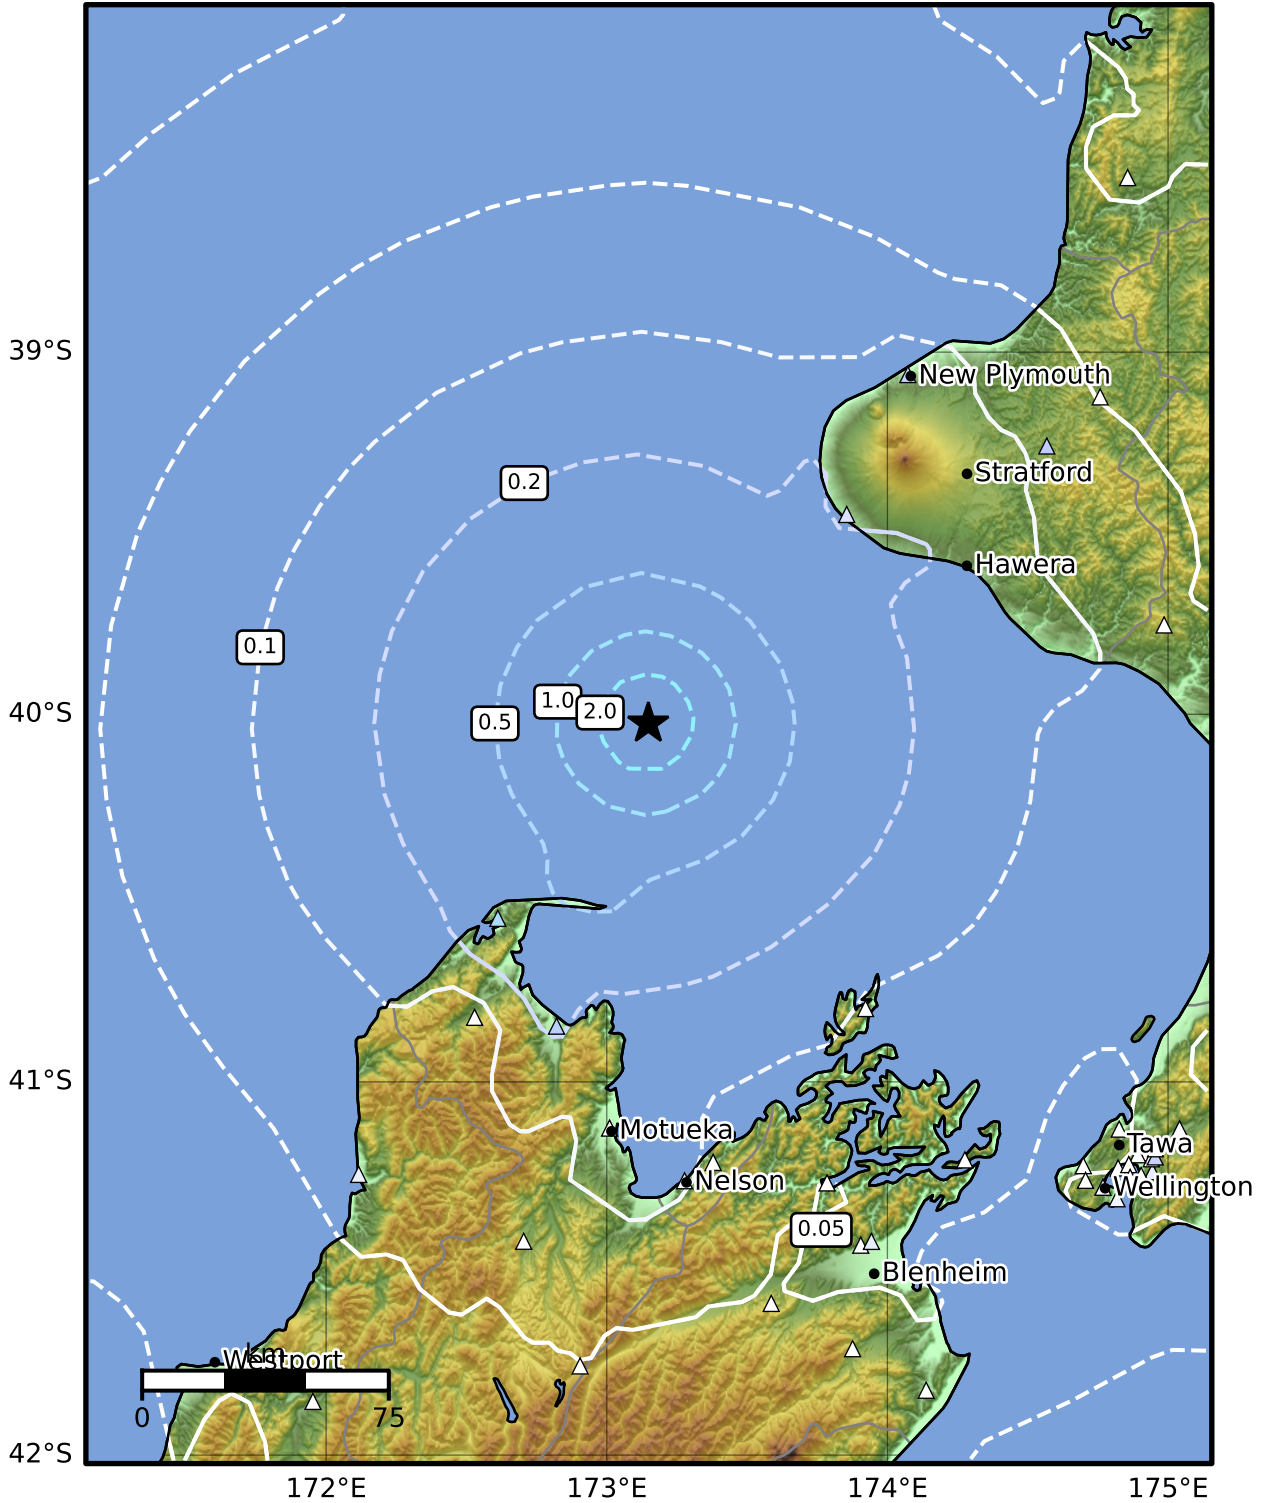 39°S
New Plymouth
Stratford
0.2
Hawera
0.1
40°S
0.5
1.0
2.0
41°S
Motueka
Tawa
Nelson
Wellington
0.05
Blenheim
km
Westport
0
75
42°S
172°E
173°E
174°E
175°E